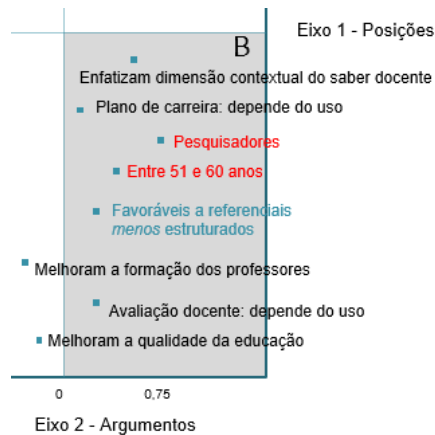 Eixo 1 - Posições
B
Enfatizam dimensão contextual do saber docente
Plano de carreira: depende do uso
Pesquisadores
Entre 51 e 60 anos
Favoráveis a referenciais
menos estruturados
Melhoram a formação dos professores
Avaliação docente: depende do uso
Melhoram a qualidade da educação
0
0,75
Eixo 2 - Argumentos